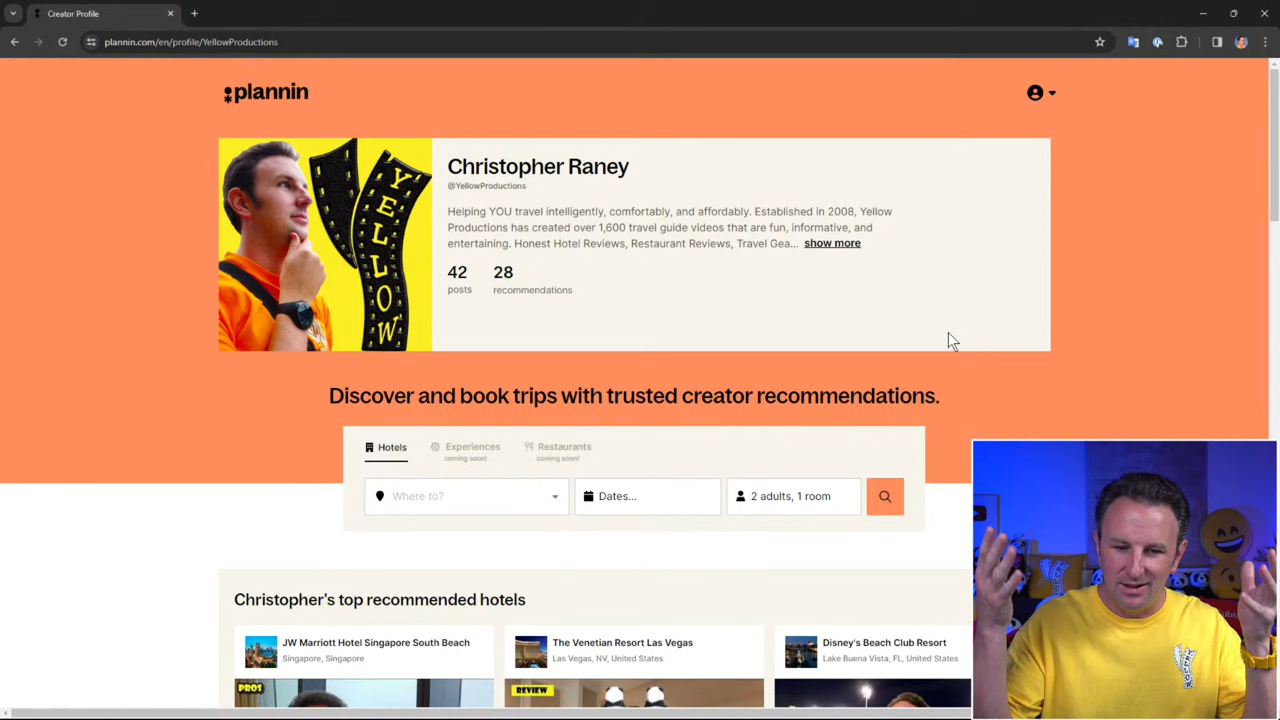 Creator Profile
plannin.com/en/profile/YellowProductions
plannin
YELLOW
Christopher Raney
@YellowProductions
Helping YOU travel intelligently, comfortably, and affordably. Established in 2008, Yellow
Productions has created over 1,600 travel guide videos that are fun, informative, and
entertaining. Honest Hotel Reviews, Restaurant Reviews, Travel Gea... show more
42 28
posts recommendations
Discover and book trips with trusted creator recommendations.
Hotels Experiences Restaurants
coming soon! coming soon!
Where to? Dates... 2 adults, 1 room
Christopher's top recommended hotels
JW Marriott Hotel Singapore South Beach The Venetian Resort Las Vegas Disney's Beach Club Resort
Singapore, Singapore Las Vegas, NV, United States Lake Buena Vista, FL, United States
PROS REVIEW